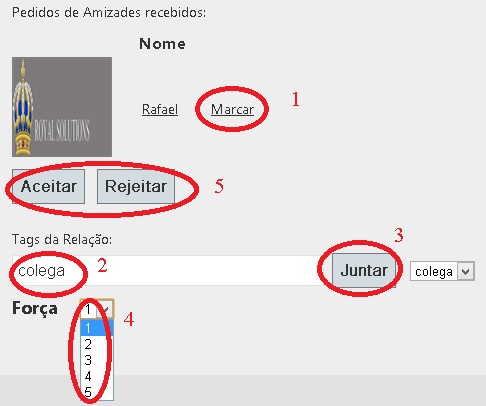 Pedidos de Amizades recebidos:
Nome
ROYAL SOLUTIONS
Rafael Marcar 1
Aceitar Rejeitar 5
Tags da Relação:
colega 2 Juntar 3 colega
Força 1 4
1
2
3
4
5